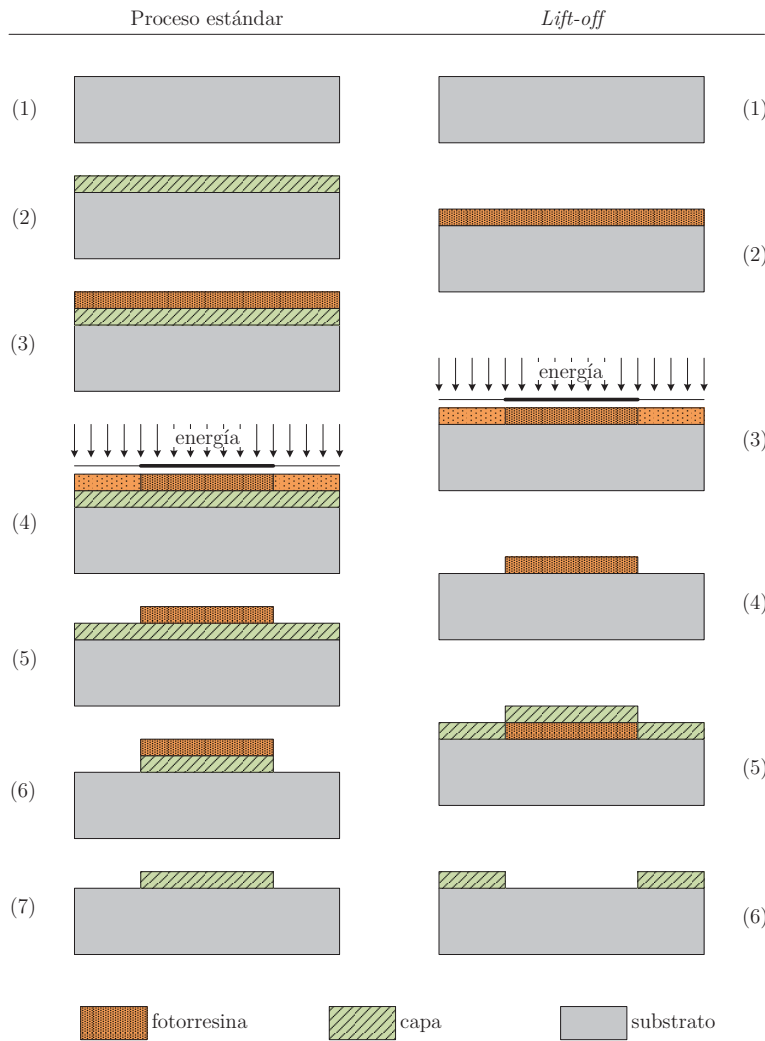 Proceso estándar
Lift-off
(1)
(1)
(2)
(2)
(3)
energía
(3)
energía
(4)
(4)
(5)
(5)
(6)
(7)
(6)
fotorresina
capa
substrato